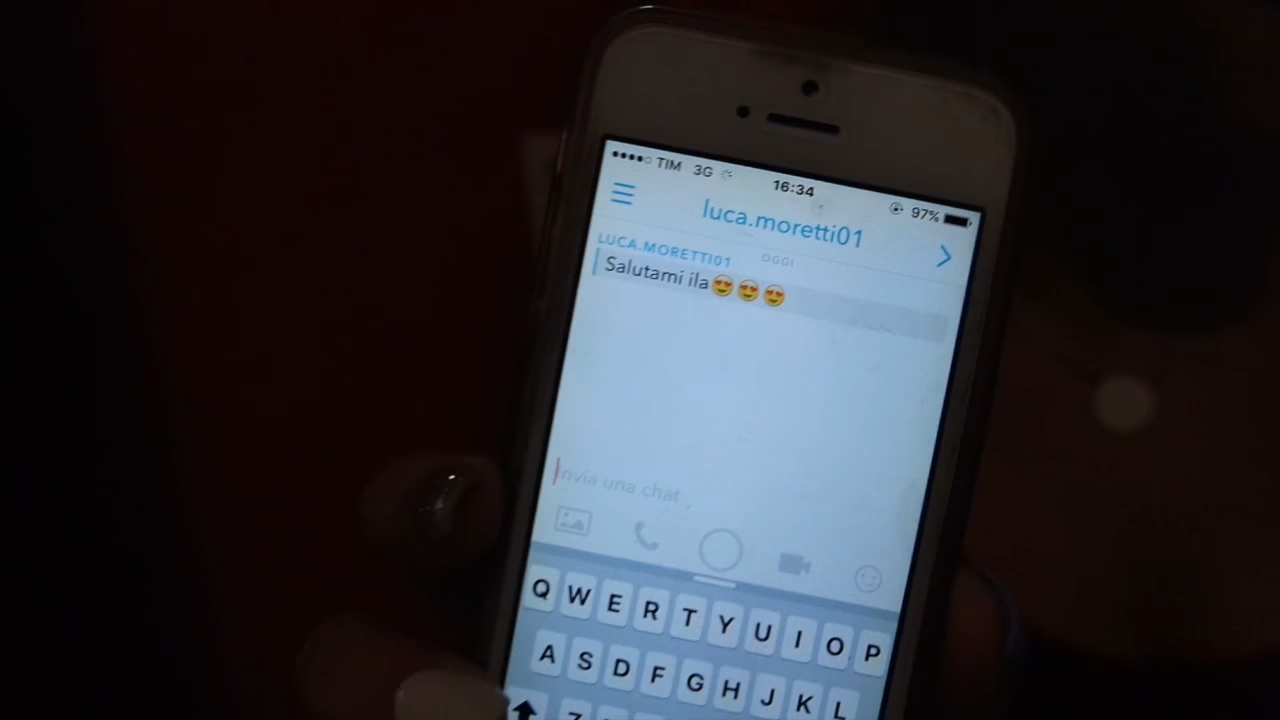 TIM 3G 16:34 97%
luca.moretti01
OGGI
LUCA.MORETTI01
Salutami ila😍😍😍
Invia una chat
Q W E R T Y U I O P
A S D F G H J K L
Z